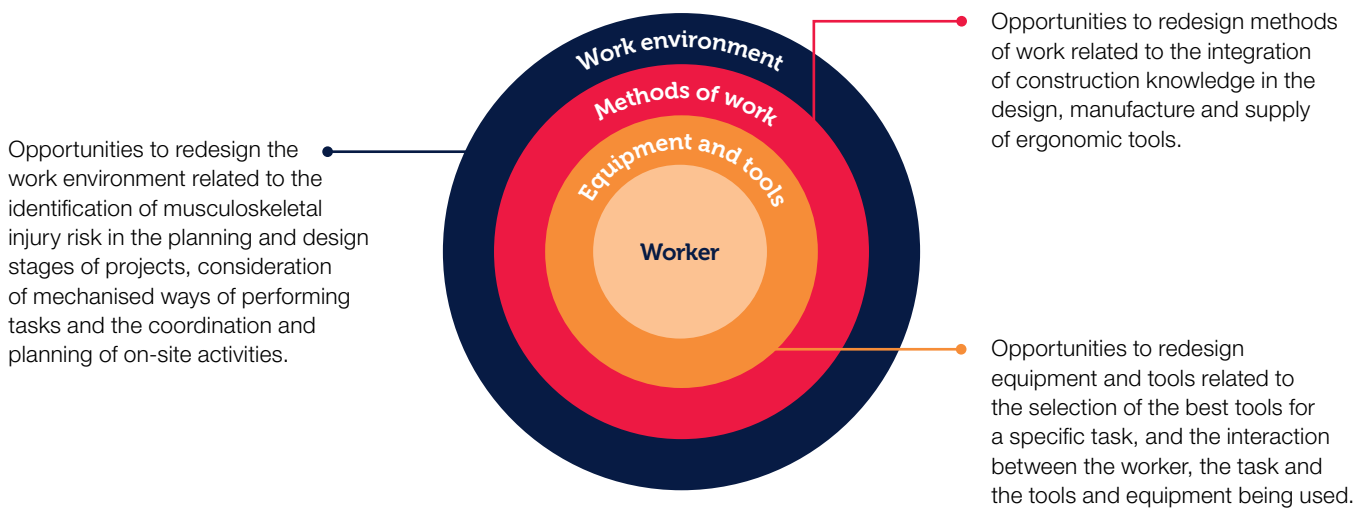 Work environment
Methods of work
Equipment and tools
Worker
Opportunities to redesign the
work environment related to the
identification of musculoskeletal
injury risk in the planning and design
stages of projects, consideration
of mechanised ways of performing
tasks and the coordination and
planning of on-site activities.
Opportunities to redesign methods
of work related to the integration
of construction knowledge in the
design, manufacture and supply
of ergonomic tools.
Opportunities to redesign
equipment and tools related to
the selection of the best tools for
a specific task, and the interaction
between the worker, the task and
the tools and equipment being used.